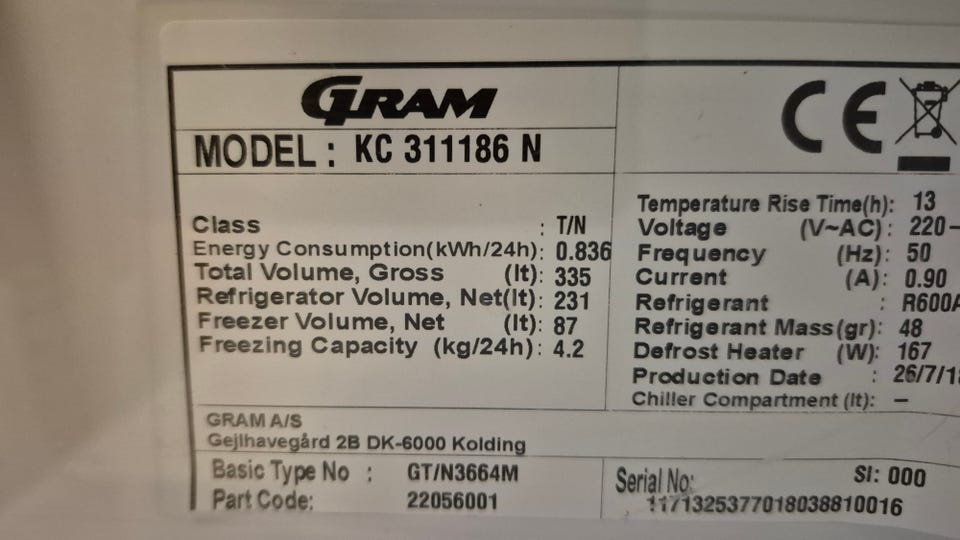 GRAM
MODEL : KC 311186 N
CE
Class : T/N
Energy Consumption(kWh/24h): 0.836
Total Volume, Gross (lt): 335
Refrigerator Volume, Net(lt): 231
Freezer Volume, Net (lt): 87
Freezing Capacity (kg/24h): 4.2
Temperature Rise Time(h): 13
Voltage (V~AC): 220-
Frequency (Hz): 50
Current (A): 0.90
Refrigerant : R600A
Refrigerant Mass(gr): 48
Defrost Heater (W): 167
Production Date : 26/7/18
Chiller Compartment (lt): –
GRAM A/S
Gejlhavegård 2B DK-6000 Kolding
Basic Type No : GT/N3664M
Part Code: 22056001
SI: 000
Serial No:
1171325377018038810016